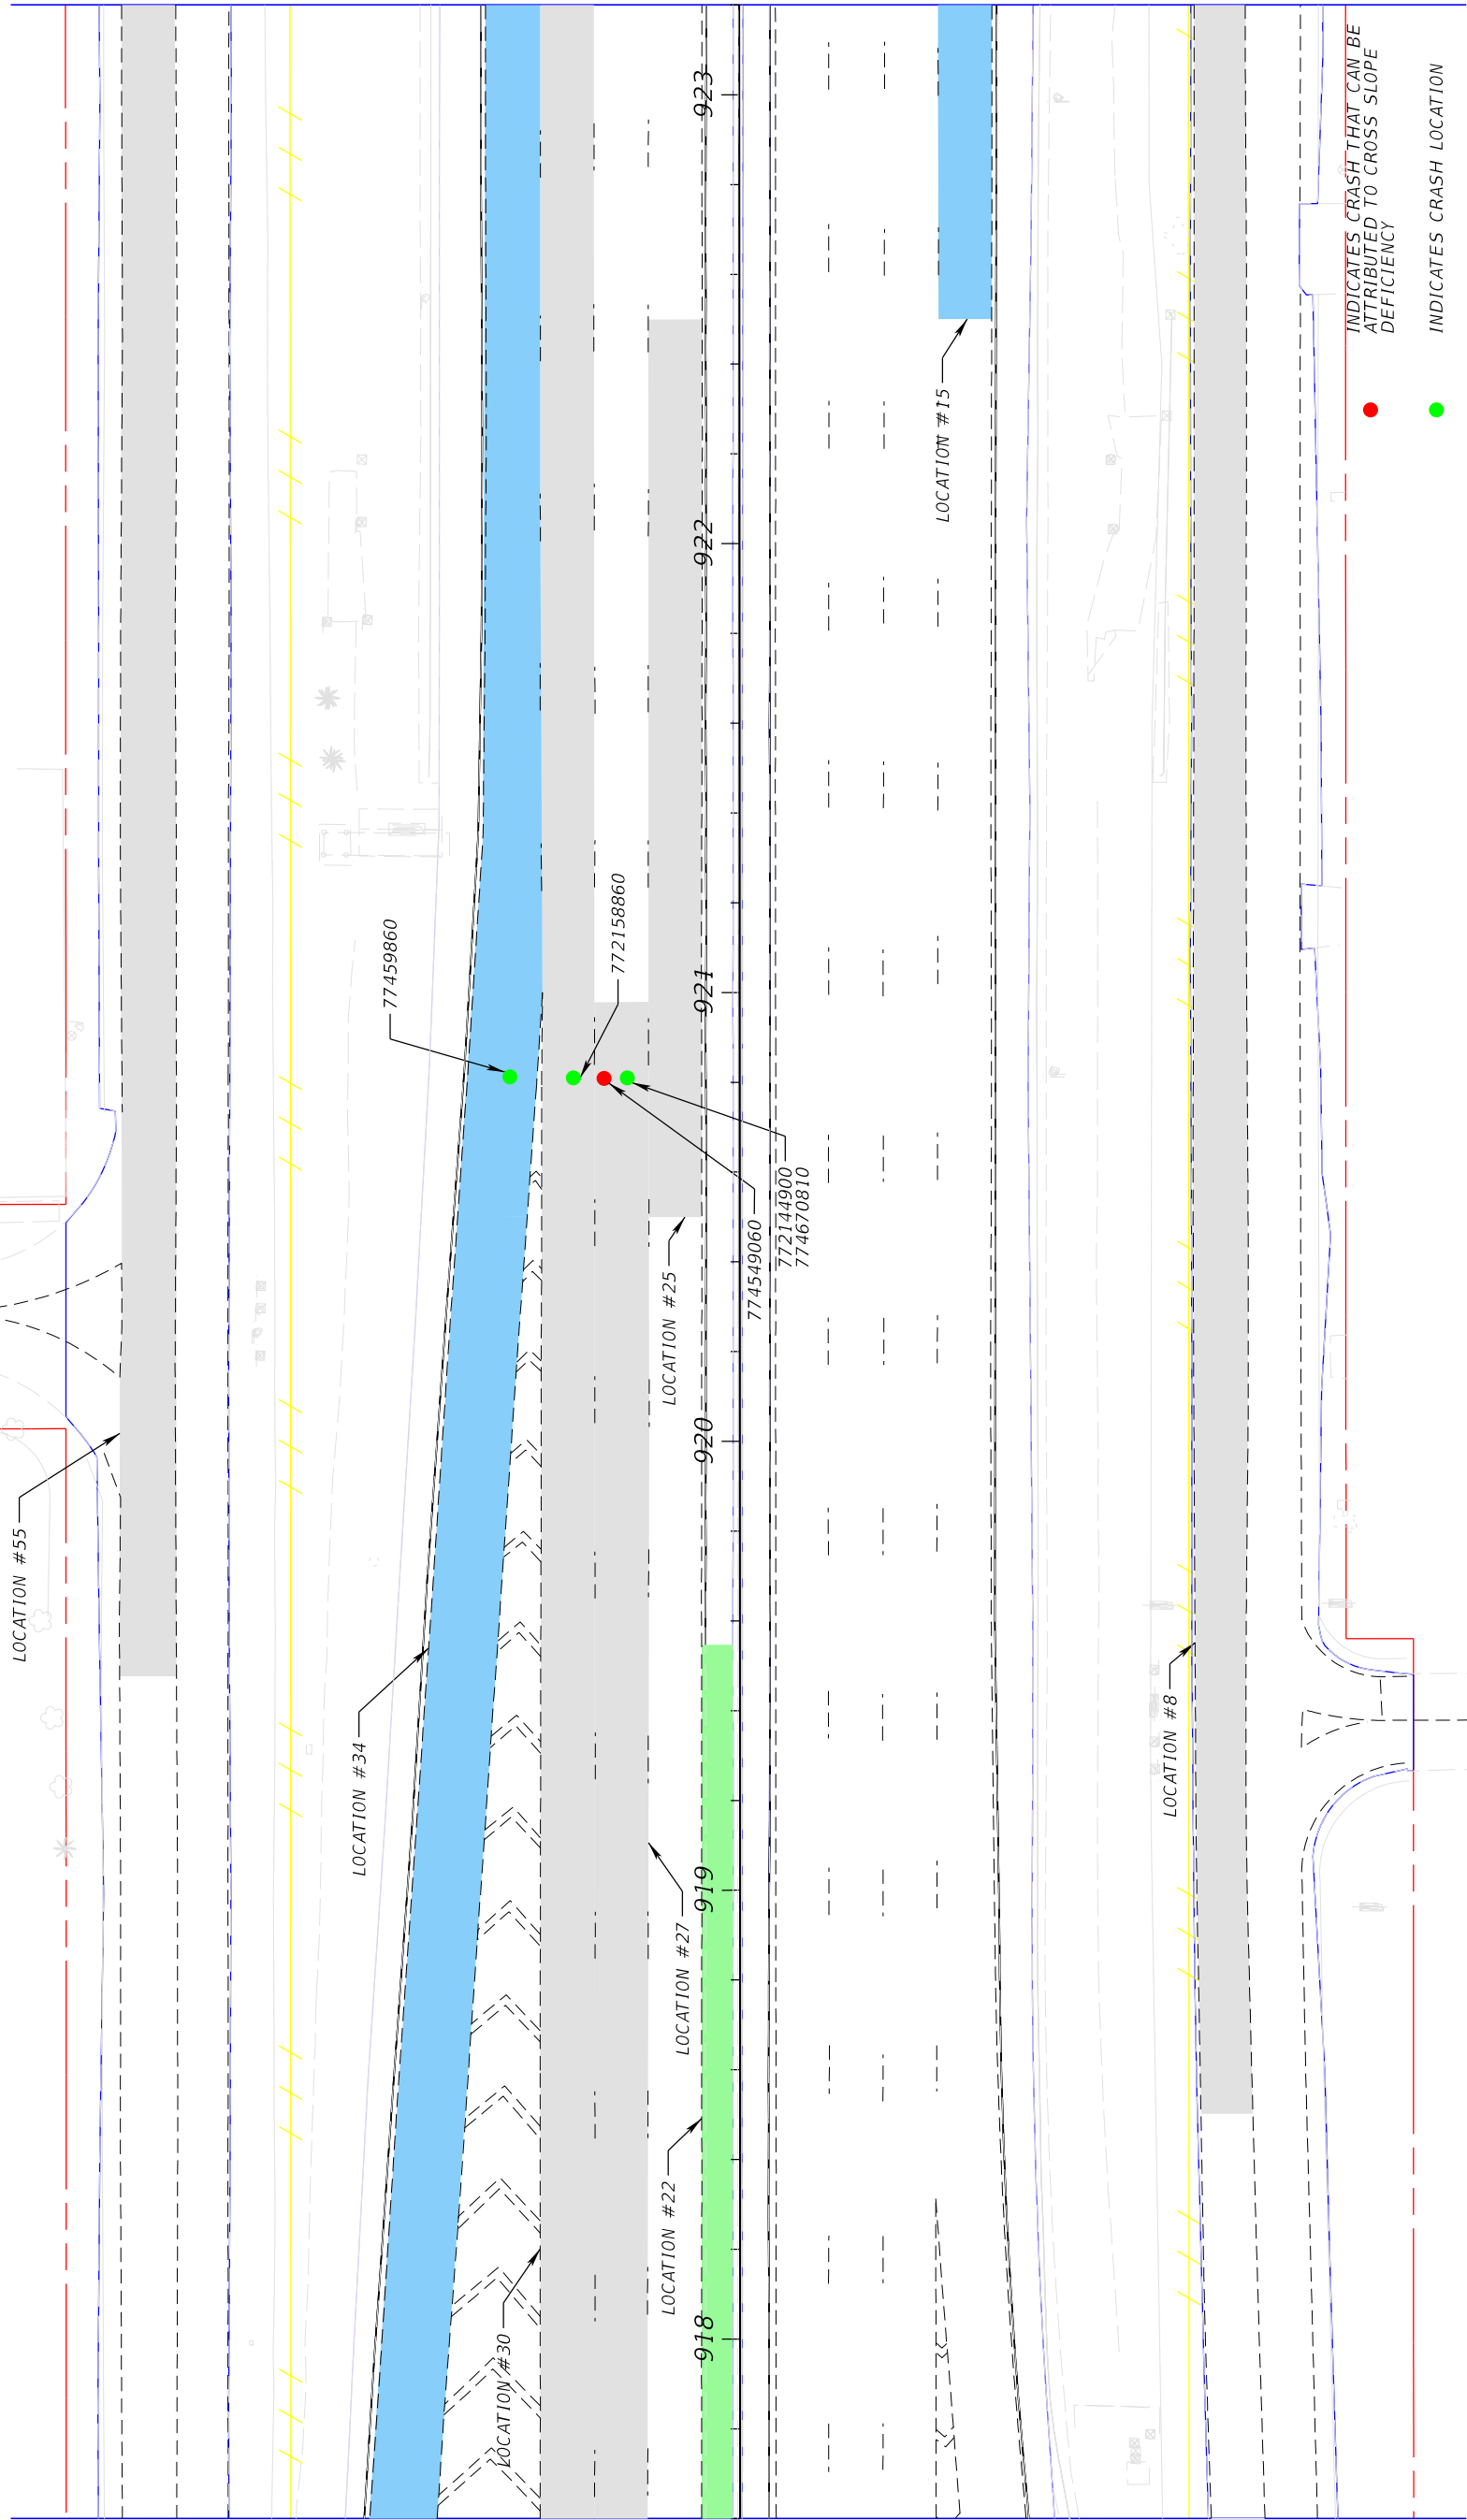 923
INDICATES CRASH THAT CAN BE
ATTRIBUTED TO CROSS SLOPE
DEFICIENCY
INDICATES CRASH LOCATION
LOCATION #15
922
77459860
772158860
921
772144900
774670810
774549060
LOCATION #25
920
LOCATION #55
LOCATION #34
LOCATION #8
919
LOCATION #27
LOCATION #22
918
LOCATION #30